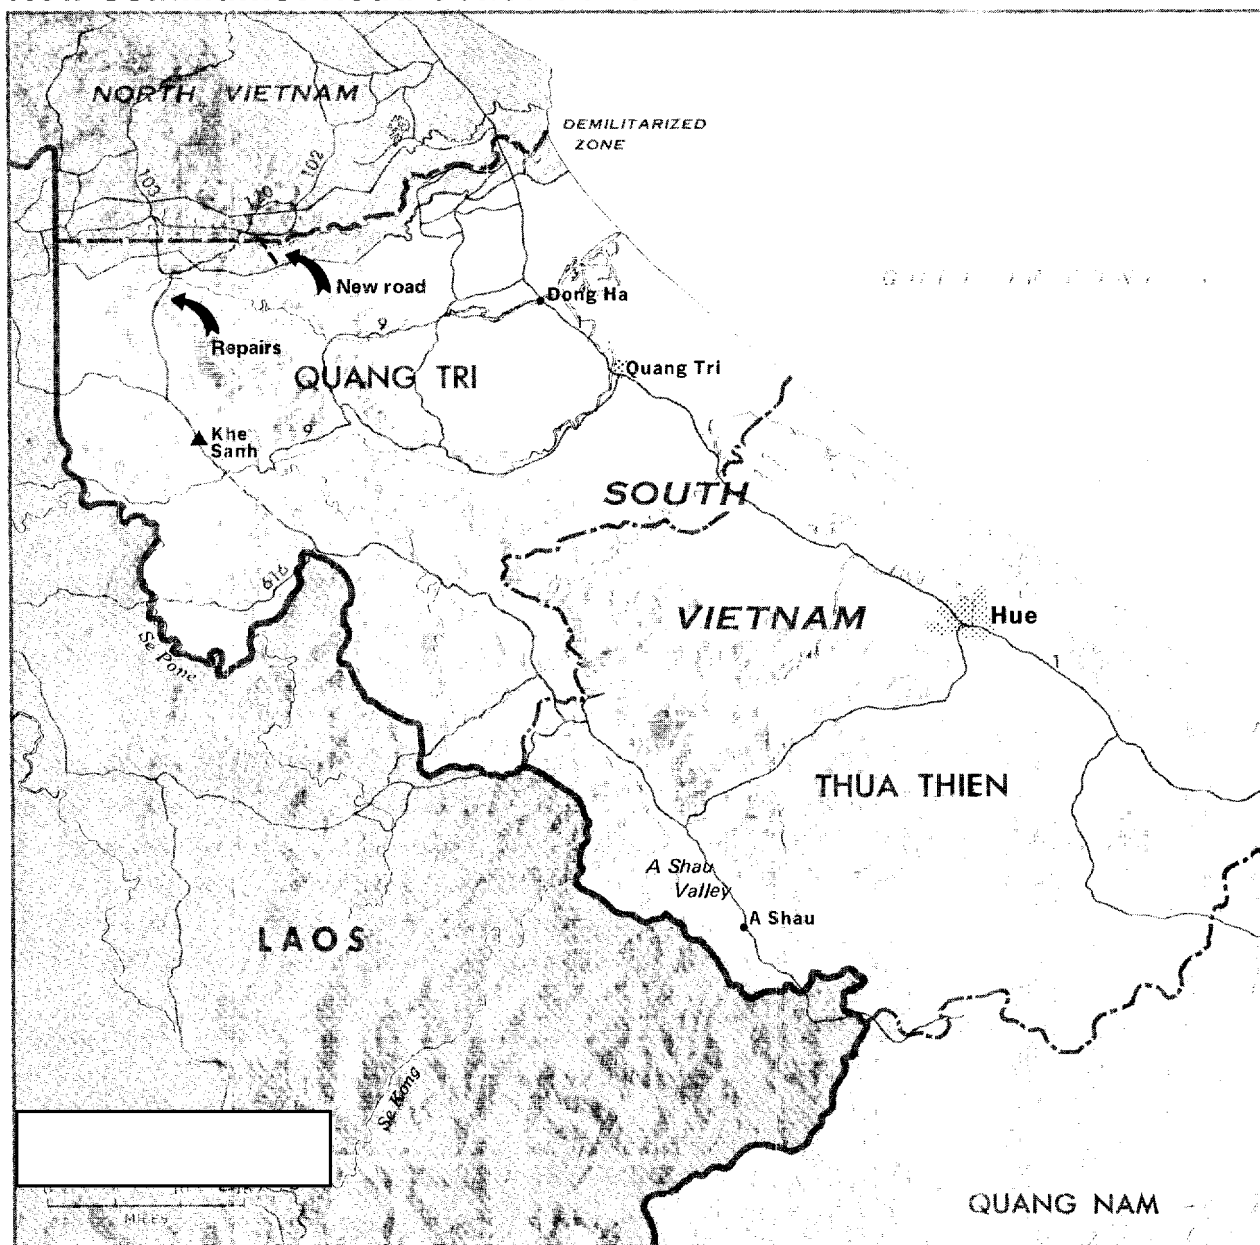 NORTH VIETNAM
DEMILITARIZED
ZONE
103
102
New road
Dong Ha
Repairs
9
Quang Tri
QUANG TRI
Khe
Sanh
9
SOUTH
616
VIETNAM
Hue
Se Pone
1
THUA THIEN
A Shau
Valley
A Shau
LAOS
Se Kong
QUANG NAM
MILES